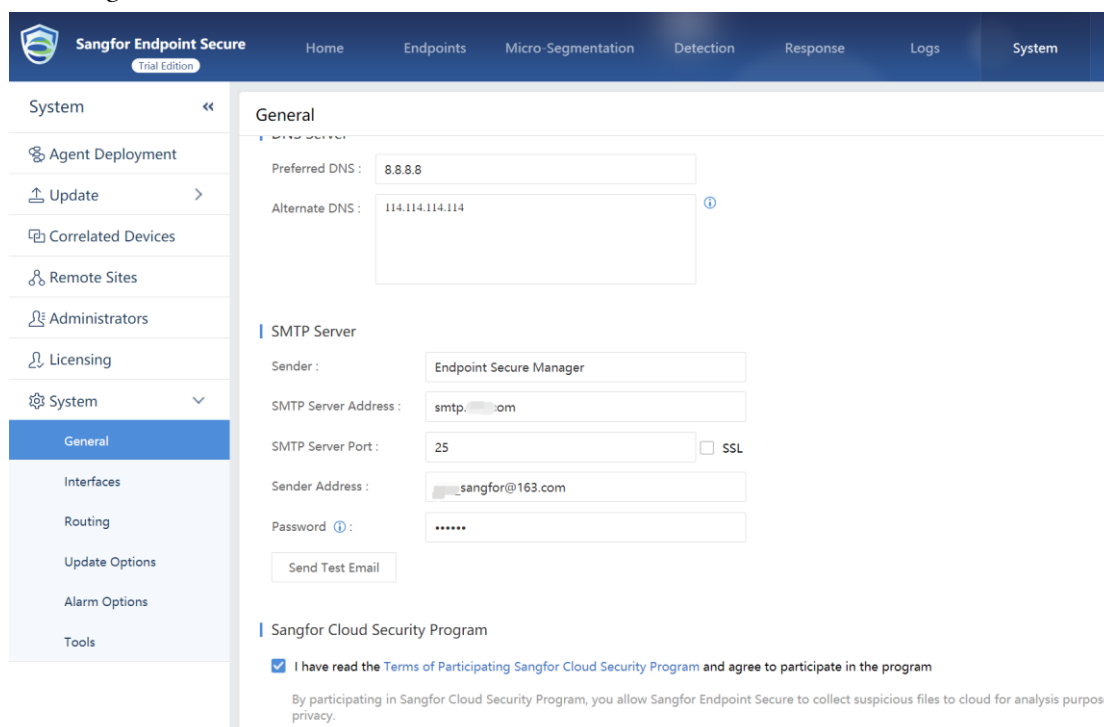 Sangfor Endpoint Secure
Trial Edition
Home Endpoints Micro-Segmentation Detection Response Logs System
System «
Agent Deployment
Update
Correlated Devices
Remote Sites
Administrators
Licensing
System
General
Interfaces
Routing
Update Options
Alarm Options
Tools
General
DNS Server
Preferred DNS : 8.8.8.8
Alternate DNS : 114.114.114.114
SMTP Server
Sender : Endpoint Secure Manager
SMTP Server Address : smtp. om
SMTP Server Port : 25 SSL
Sender Address : _sangfor@163.com
Password : ••••••
Send Test Email
Sangfor Cloud Security Program
I have read the Terms of Participating Sangfor Cloud Security Program and agree to participate in the program
By participating in Sangfor Cloud Security Program, you allow Sangfor Endpoint Secure to collect suspicious files to cloud for analysis purpos
privacy.